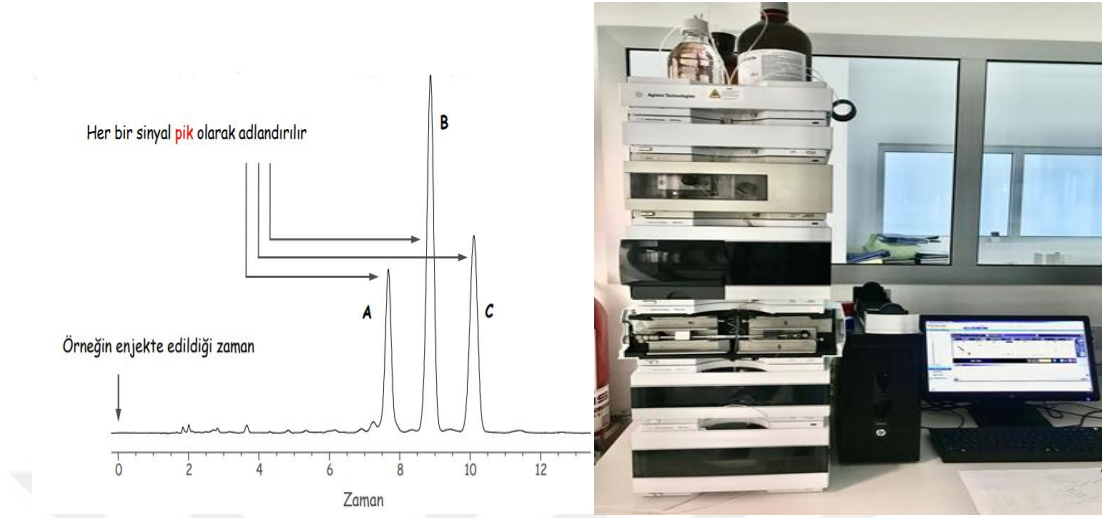 Her bir sinyal pik olarak adlandırılır
B
A
C
Örneğin enjekte edildiği zaman
0 2 4 6 8 10 12
Zaman
Agilent Technologies
hp